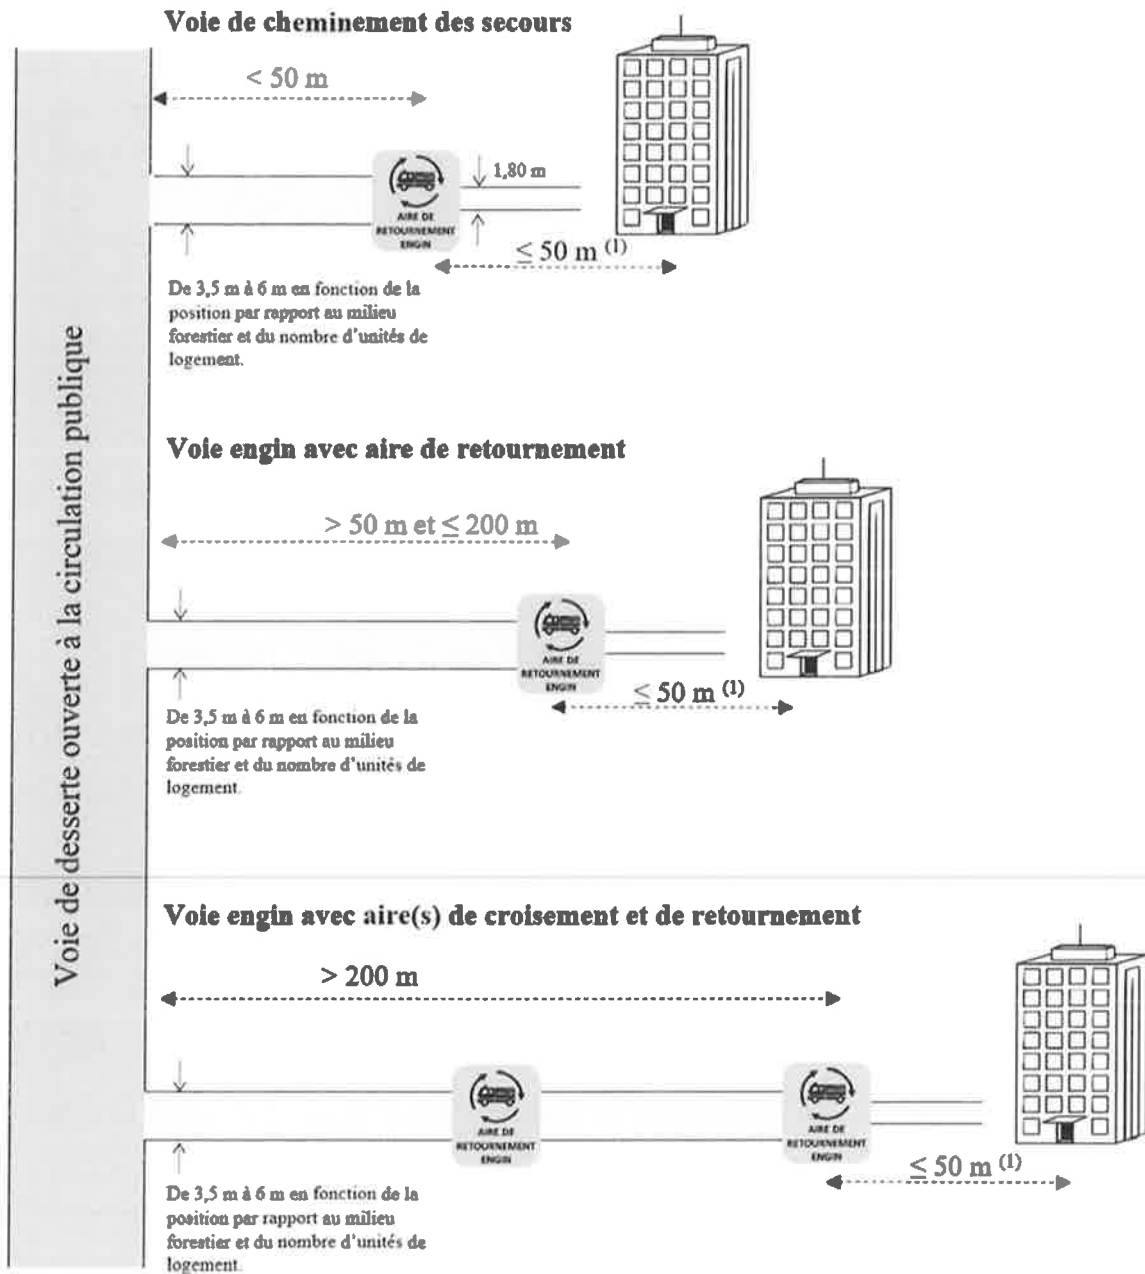 Voie de desserte ouverte à la circulation publique
Voie de cheminement des secours
< 50 m
1,80 m
AIRE DE
RETOURNEMENT
ENGIN
≤ 50 m (1)
De 3,5 m à 6 m en fonction de la
position par rapport au milieu
forestier et du nombre d'unités de
logement.
Voie engin avec aire de retournement
> 50 m et ≤ 200 m
AIRE DE
RETOURNEMENT
ENGIN
≤ 50 m (1)
De 3,5 m à 6 m en fonction de la
position par rapport au milieu
forestier et du nombre d'unités de
logement.
Voie engin avec aire(s) de croisement et de retournement
> 200 m
AIRE DE
RETOURNEMENT
ENGIN
AIRE DE
RETOURNEMENT
ENGIN
≤ 50 m (1)
De 3,5 m à 6 m en fonction de la
position par rapport au milieu
forestier et du nombre d'unités de
logement.